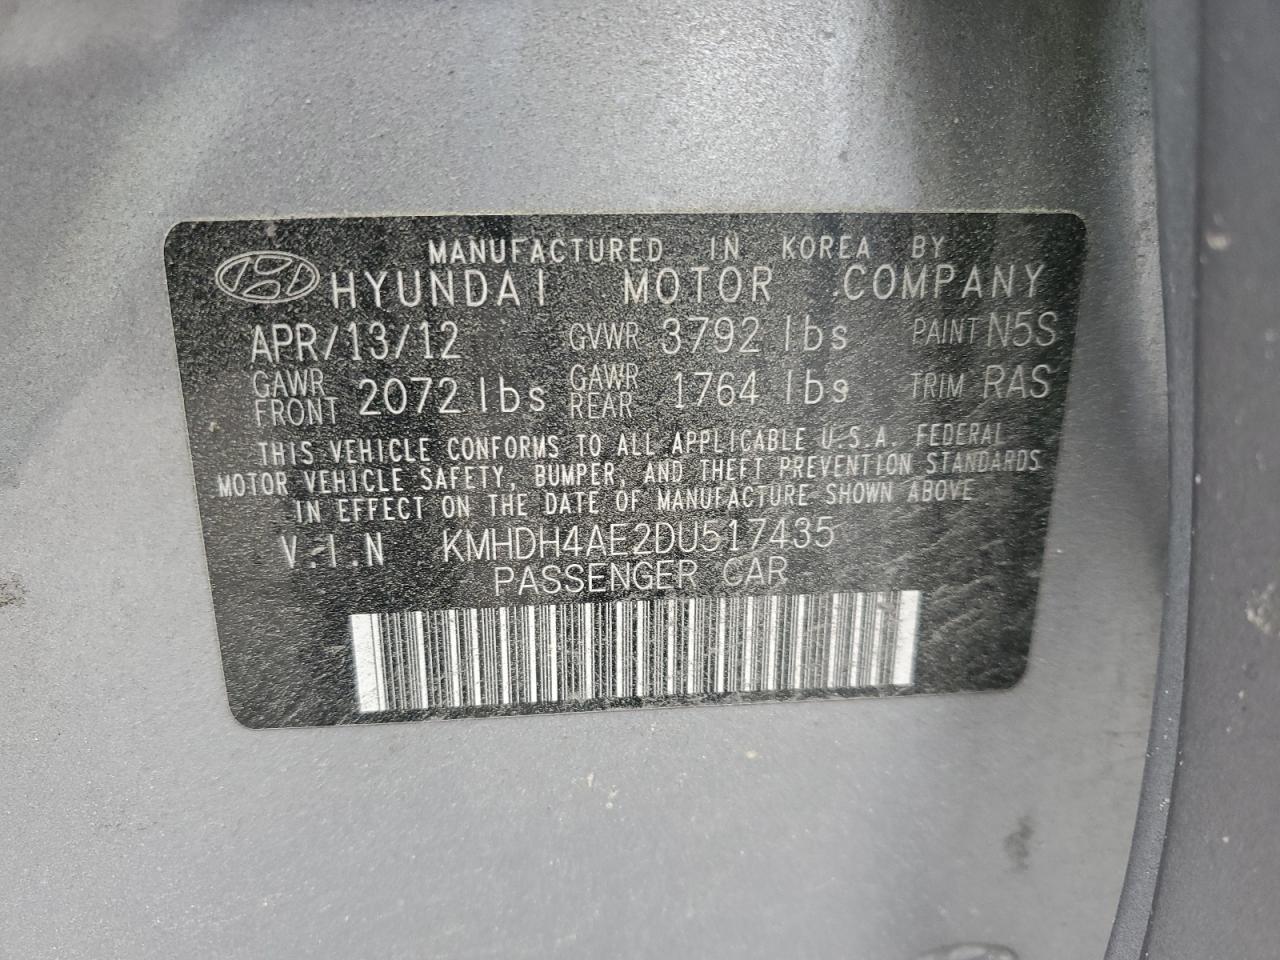 MANUFACTURED IN KOREA BY
HYUNDAI MOTOR COMPANY
APR/13/12 GVWR 3792 lbs PAINT N5S
GAWR FRONT 2072 lbs GAWR REAR 1764 lbs TRIM RAS
THIS VEHICLE CONFORMS TO ALL APPLICABLE U.S.A. FEDERAL
MOTOR VEHICLE SAFETY, BUMPER, AND THEFT PREVENTION STANDARDS
IN EFFECT ON THE DATE OF MANUFACTURE SHOWN ABOVE
V.I.N KMHDH4AE2DU517435
PASSENGER CAR